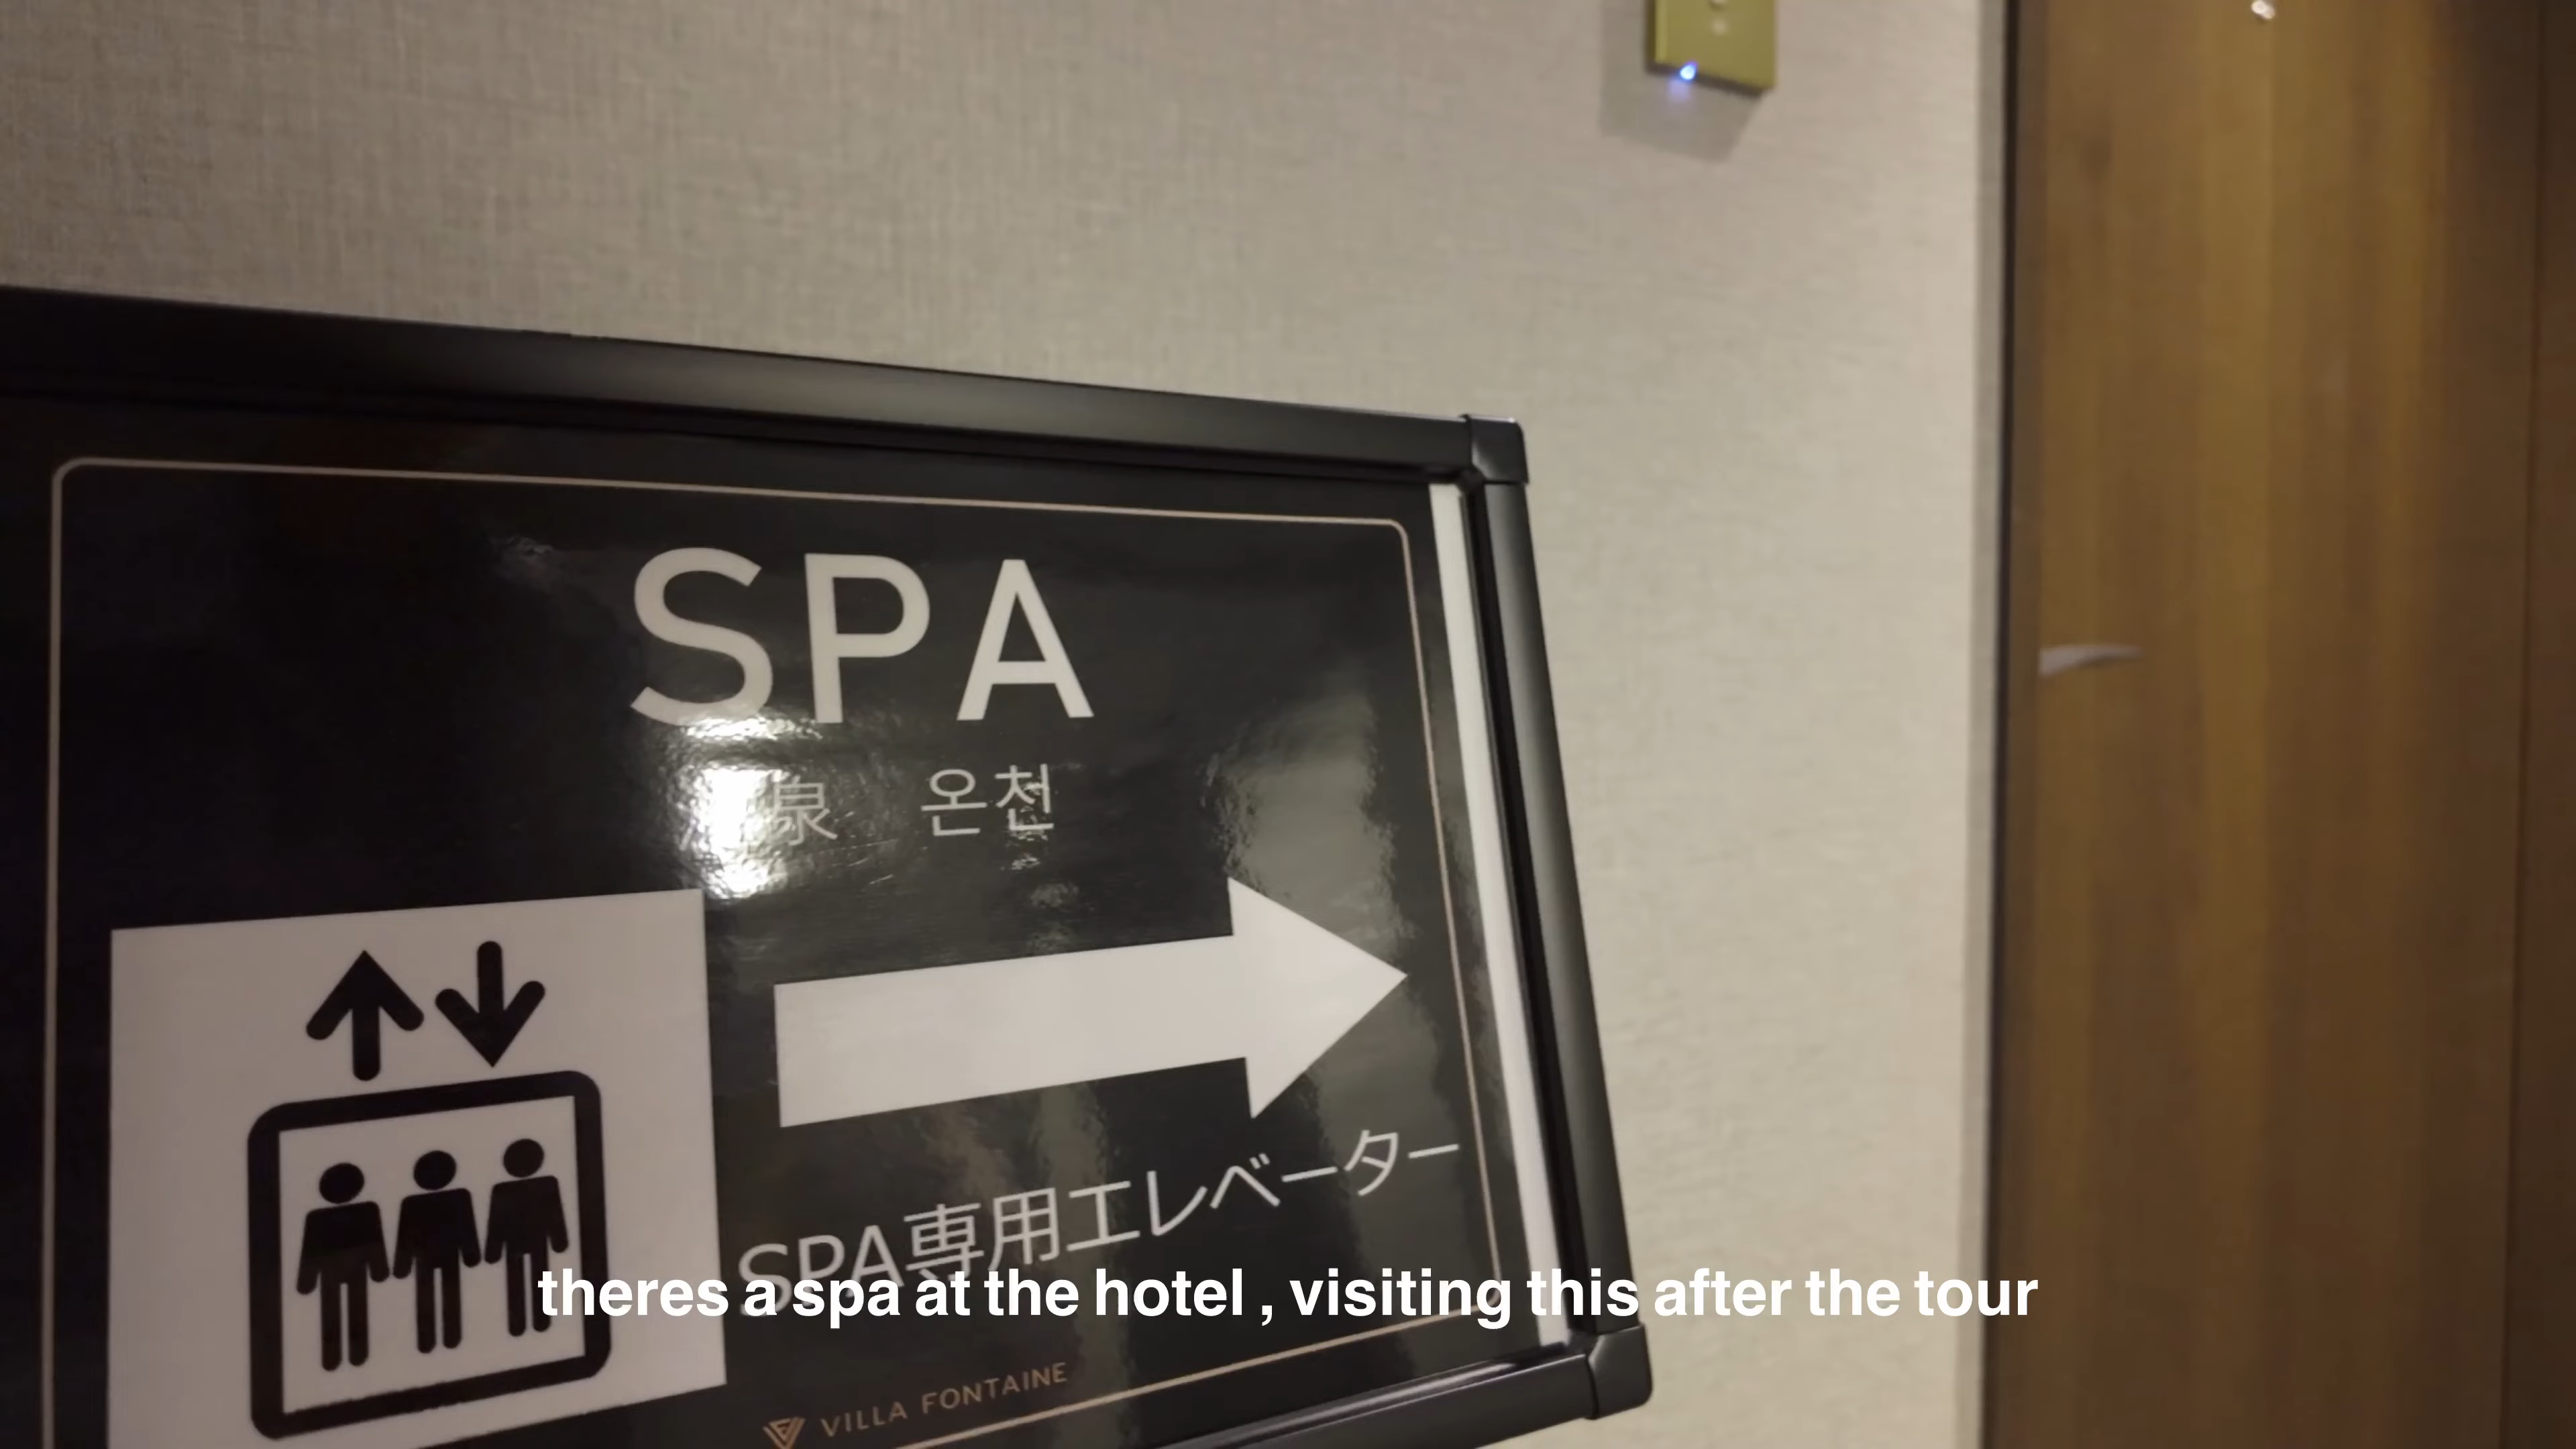 SPA
泉 온천
SPA専用エレベーター
theres a spa at the hotel , visiting this after the tour
VILLA FONTAINE